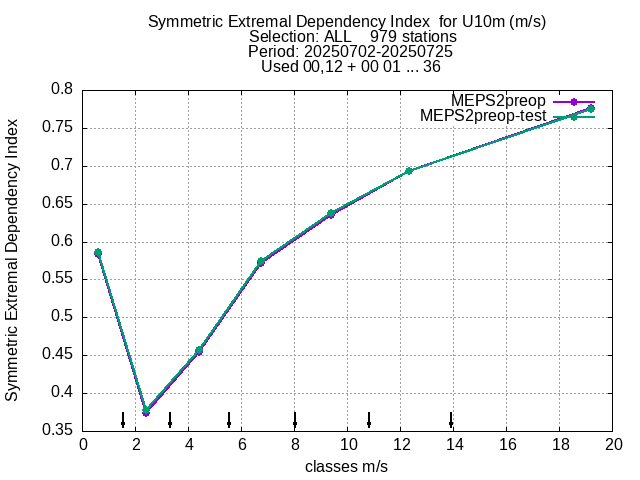 Symmetric Extremal Dependency Index  for U10m (m/s)
Selection: ALL    979 stations
Period: 20250702-20250725
Used 00,12 + 00 01 ... 36
MEPS2preop
MEPS2preop-test
Symmetric Extremal Dependency Index
0.8
0.75
0.7
0.65
0.6
0.55
0.5
0.45
0.4
0.35
0 2 4 6 8 10 12 14 16 18 20
classes m/s